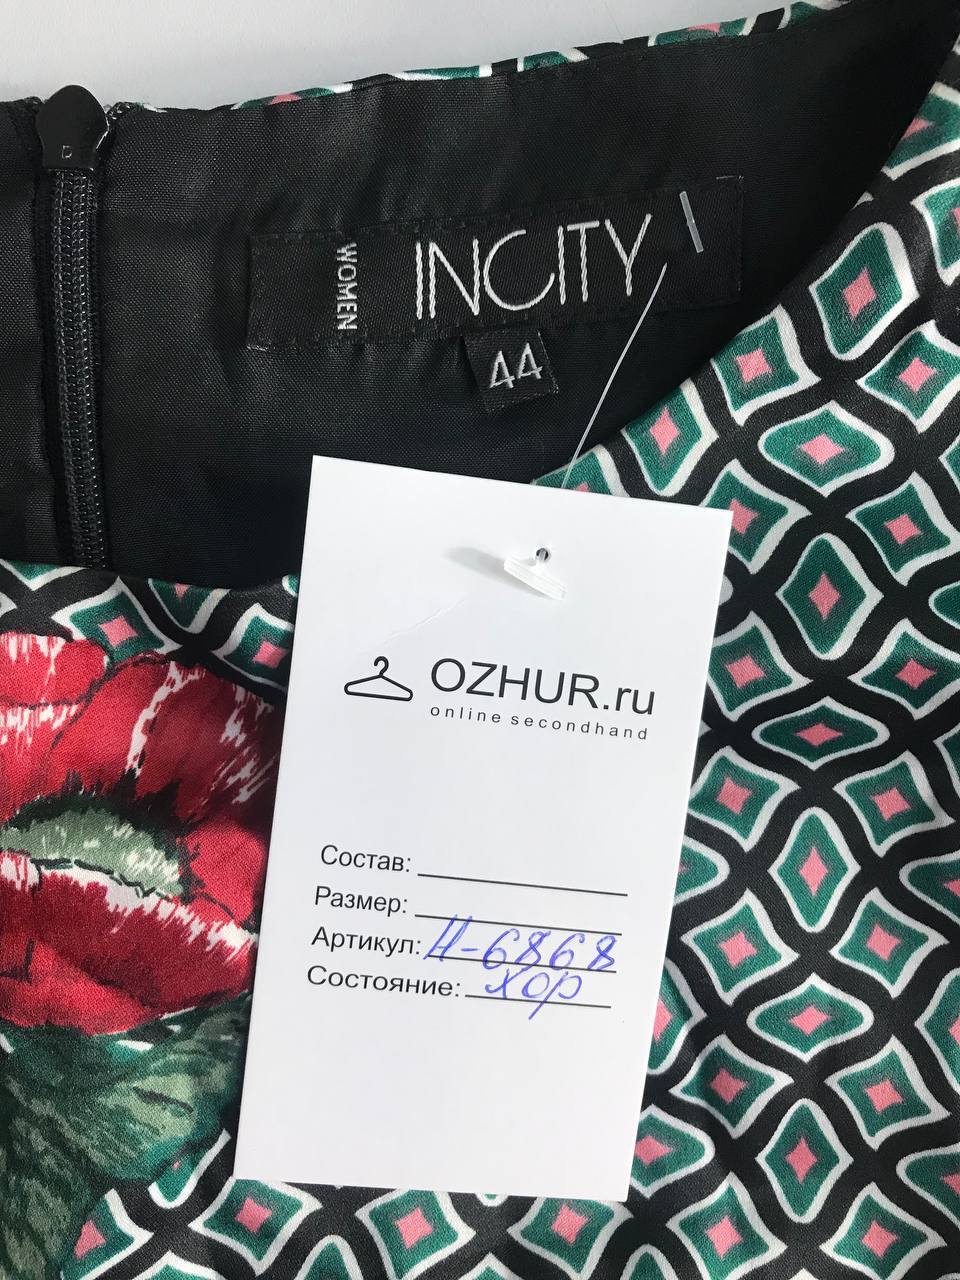 WOMEN
INCITY
44
OZHUR.ru
online secondhand
Состав:
Размер:
Артикул: Н-6868
Состояние: хор